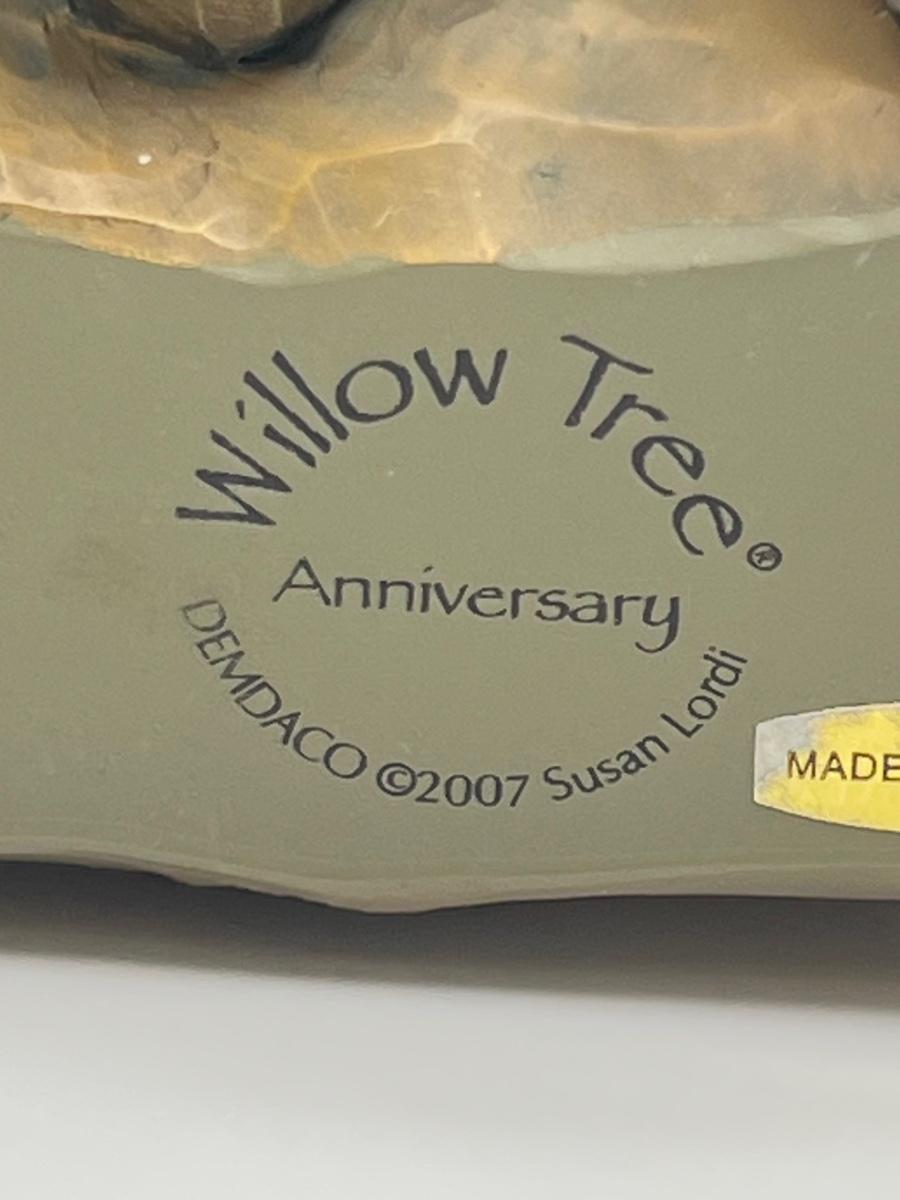 Willow Tree®
Anniversary
DEMDACO ©2007 Susan Lordi
MADE